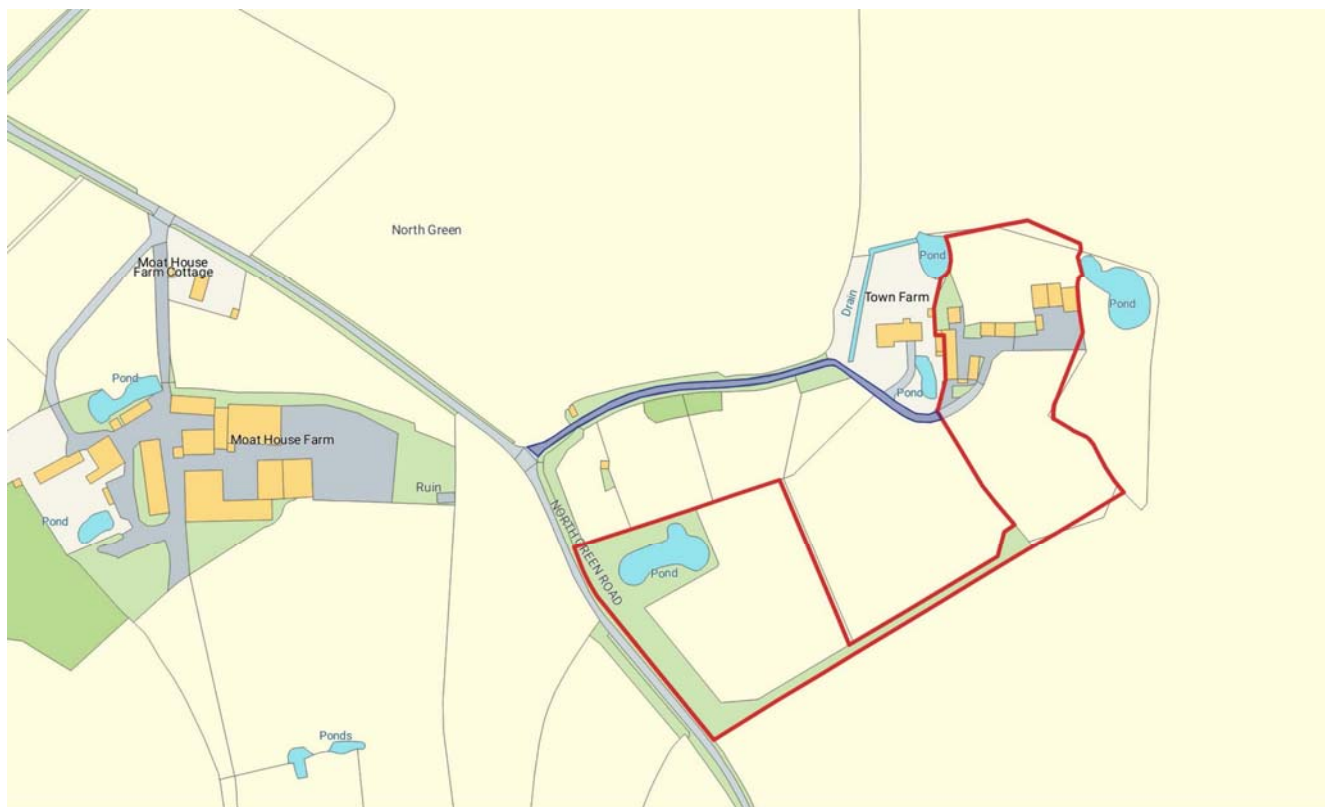 North Green
Moat House
Farm Cottage
Pond
Town Farm
Drain
Pond
Pond
Pond
Moat House Farm
Ruin
Pond
NORTH GREEN ROAD
Pond
Ponds